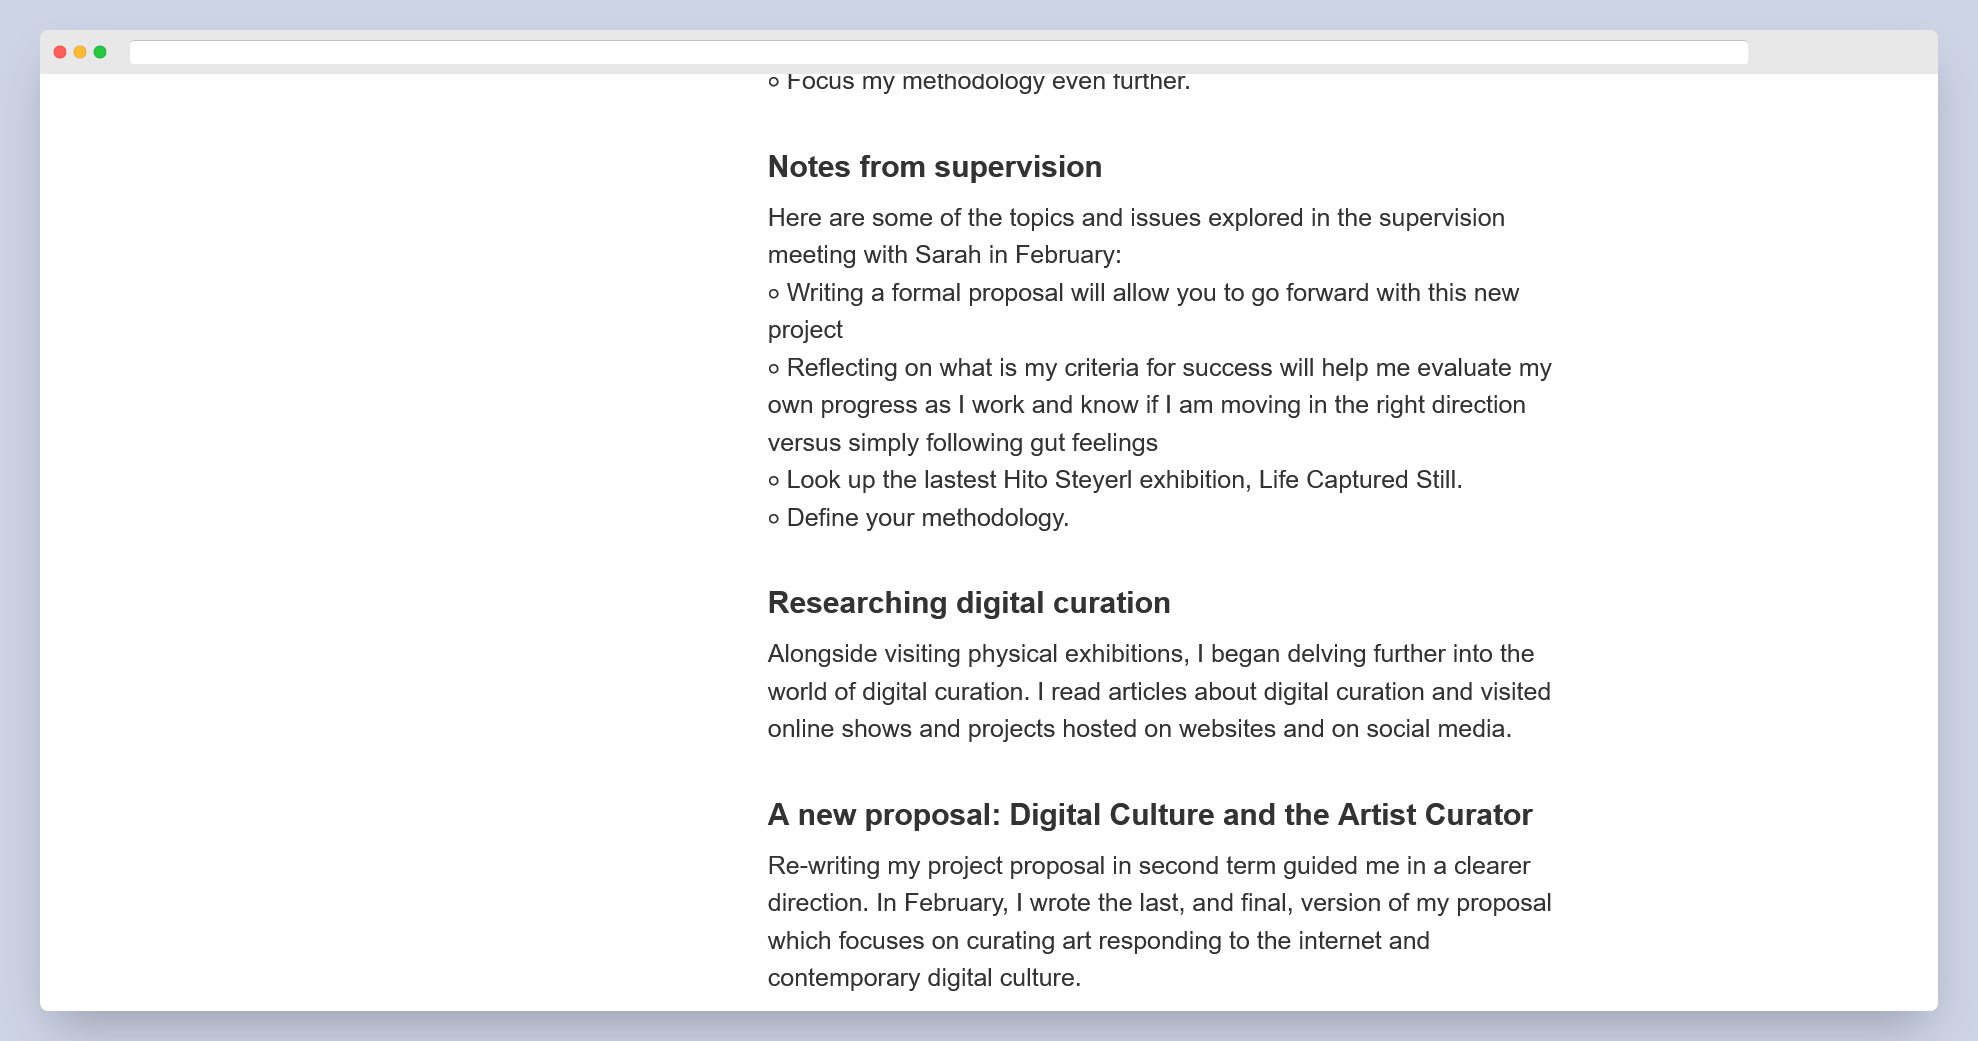 ∘ Focus my methodology even further.
Notes from supervision
Here are some of the topics and issues explored in the supervision
meeting with Sarah in February:
∘ Writing a formal proposal will allow you to go forward with this new
project
∘ Reflecting on what is my criteria for success will help me evaluate my
own progress as I work and know if I am moving in the right direction
versus simply following gut feelings
∘ Look up the lastest Hito Steyerl exhibition, Life Captured Still.
∘ Define your methodology.
Researching digital curation
Alongside visiting physical exhibitions, I began delving further into the
world of digital curation. I read articles about digital curation and visited
online shows and projects hosted on websites and on social media.
A new proposal: Digital Culture and the Artist Curator
Re-writing my project proposal in second term guided me in a clearer
direction. In February, I wrote the last, and final, version of my proposal
which focuses on curating art responding to the internet and
contemporary digital culture.